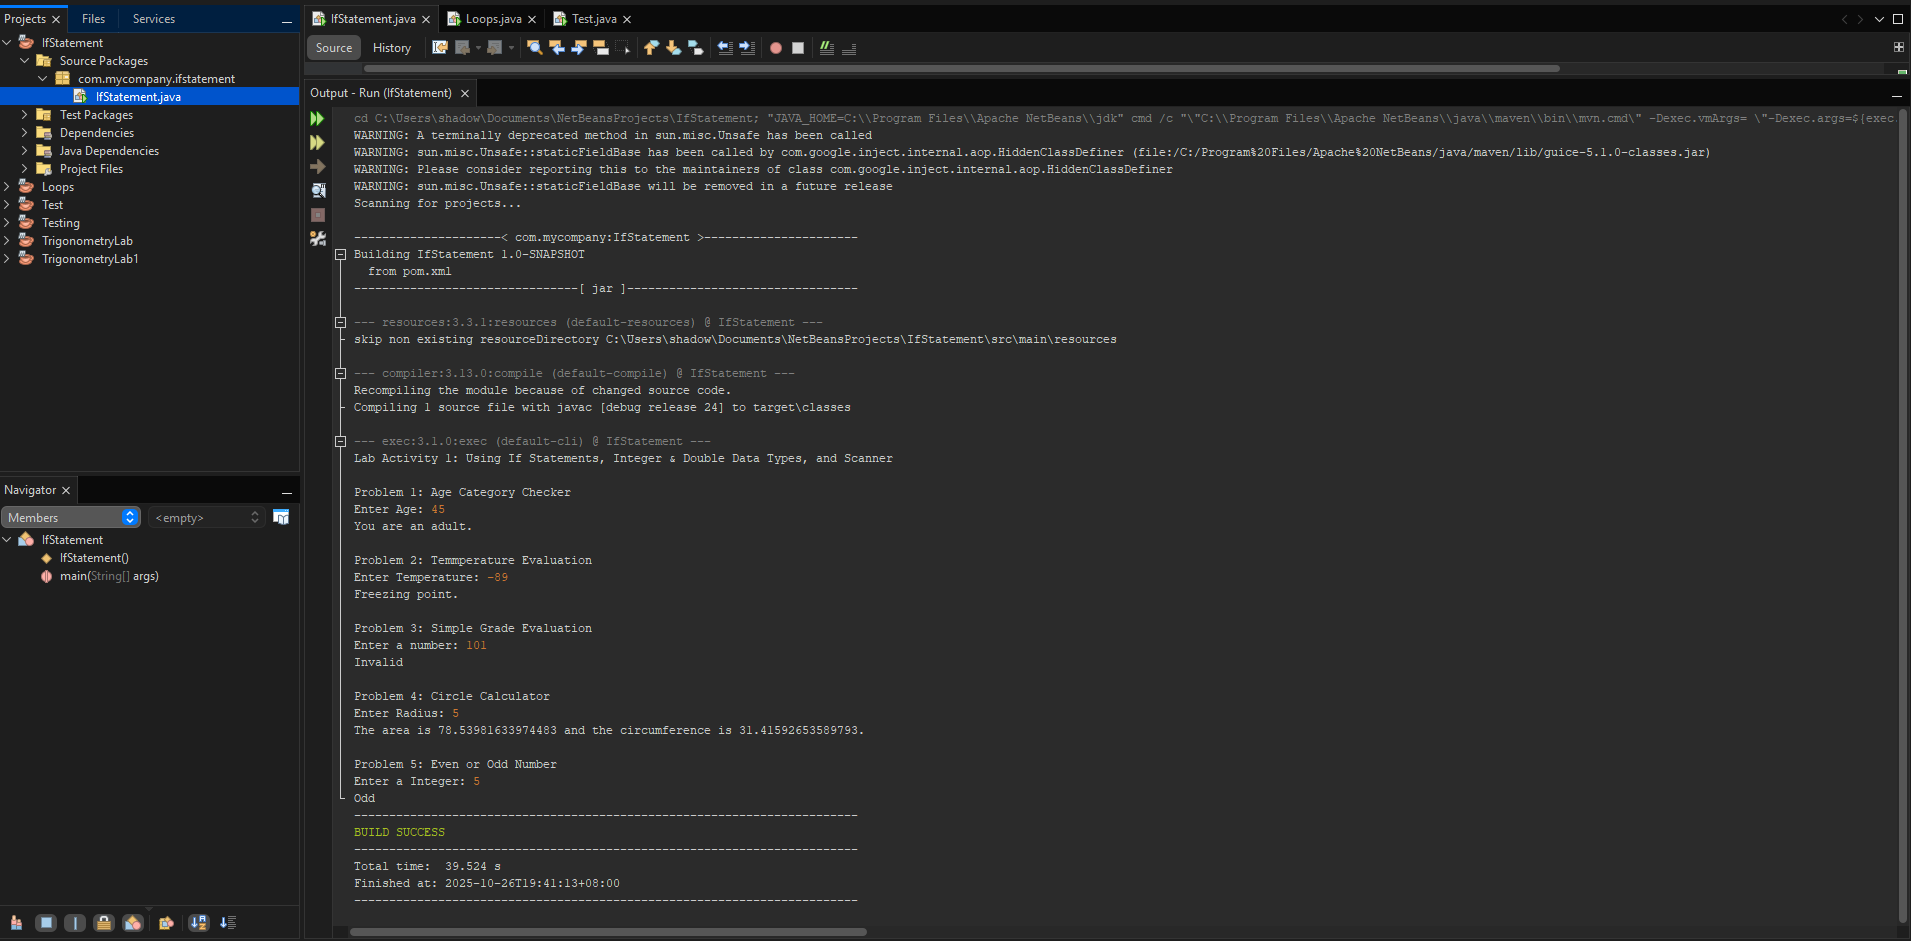 Projects
Files
Services
IfStatement
Source Packages
com.mycompany.ifstatement
IfStatement.java
Test Packages
Dependencies
Java Dependencies
Project Files
Loops
Test
Testing
TrigonometryLab
TrigonometryLab1
Navigator
Members
<empty>
IfStatement
IfStatement()
main(String[] args)
IfStatement.java
Loops.java
Test.java
Source
History
Output - Run (IfStatement)
cd C:\Users\shadow\Documents\NetBeansProjects\IfStatement; "JAVA_HOME=C:\\Program Files\\Apache NetBeans\\jdk" cmd /c "\"C:\\Program Files\\Apache NetBeans\\java\\maven\\bin\\mvn.cmd\" -Dexec.vmArgs= \"-Dexec.args=${exec.
WARNING: A terminally deprecated method in sun.misc.Unsafe has been called
WARNING: sun.misc.Unsafe::staticFieldBase has been called by com.google.inject.internal.aop.HiddenClassDefiner (file:/C:/Program%20Files/Apache%20NetBeans/java/maven/lib/guice-5.1.0-classes.jar)
WARNING: Please consider reporting this to the maintainers of class com.google.inject.internal.aop.HiddenClassDefiner
WARNING: sun.misc.Unsafe::staticFieldBase will be removed in a future release
Scanning for projects...
---------------------< com.mycompany:IfStatement >----------------------
Building IfStatement 1.0-SNAPSHOT
from pom.xml
--------------------------------[ jar ]---------------------------------
--- resources:3.3.1:resources (default-resources) @ IfStatement ---
skip non existing resourceDirectory C:\Users\shadow\Documents\NetBeansProjects\IfStatement\src\main\resources
--- compiler:3.13.0:compile (default-compile) @ IfStatement ---
Recompiling the module because of changed source code.
Compiling 1 source file with javac [debug release 24] to target\classes
--- exec:3.1.0:exec (default-cli) @ IfStatement ---
Lab Activity 1: Using If Statements, Integer & Double Data Types, and Scanner
Problem 1: Age Category Checker
Enter Age: 45
You are an adult.
Problem 2: Temmperature Evaluation
Enter Temperature: -89
Freezing point.
Problem 3: Simple Grade Evaluation
Enter a number: 101
Invalid
Problem 4: Circle Calculator
Enter Radius: 5
The area is 78.53981633974483 and the circumference is 31.41592653589793.
Problem 5: Even or Odd Number
Enter a Integer: 5
Odd
------------------------------------------------------------------------
BUILD SUCCESS
------------------------------------------------------------------------
Total time:  39.524 s
Finished at: 2025-10-26T19:41:13+08:00
------------------------------------------------------------------------